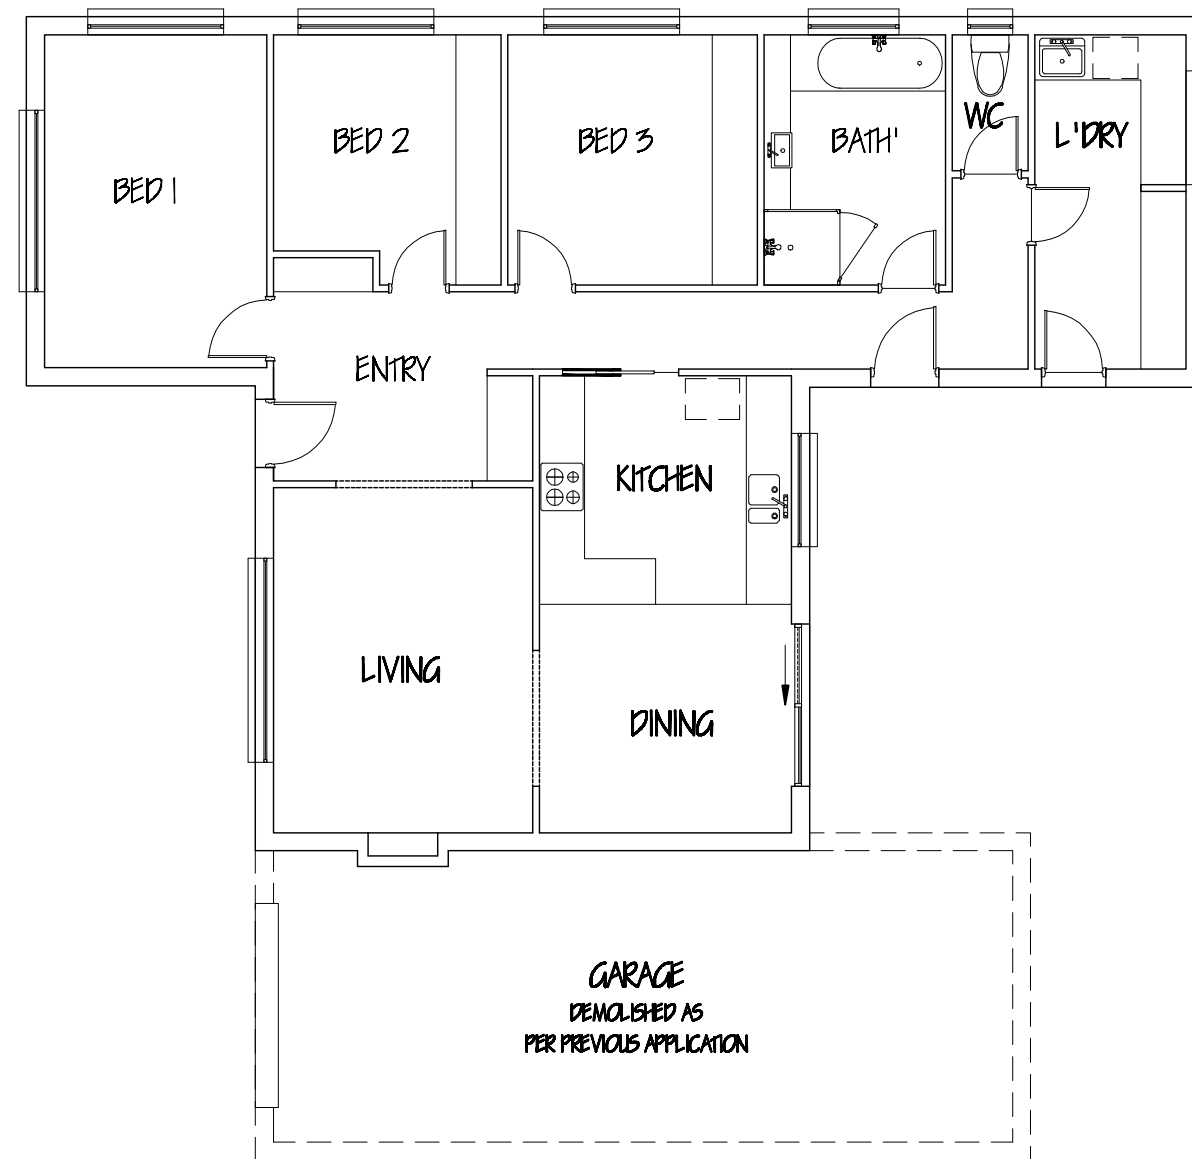 BED 1
BED 2
BED 3
BATH'
WC
L'DRY
ENTRY
KITCHEN
LIVING
DINING
GARAGE
DEMOLISHED AS
PER PREVIOUS APPLICATION